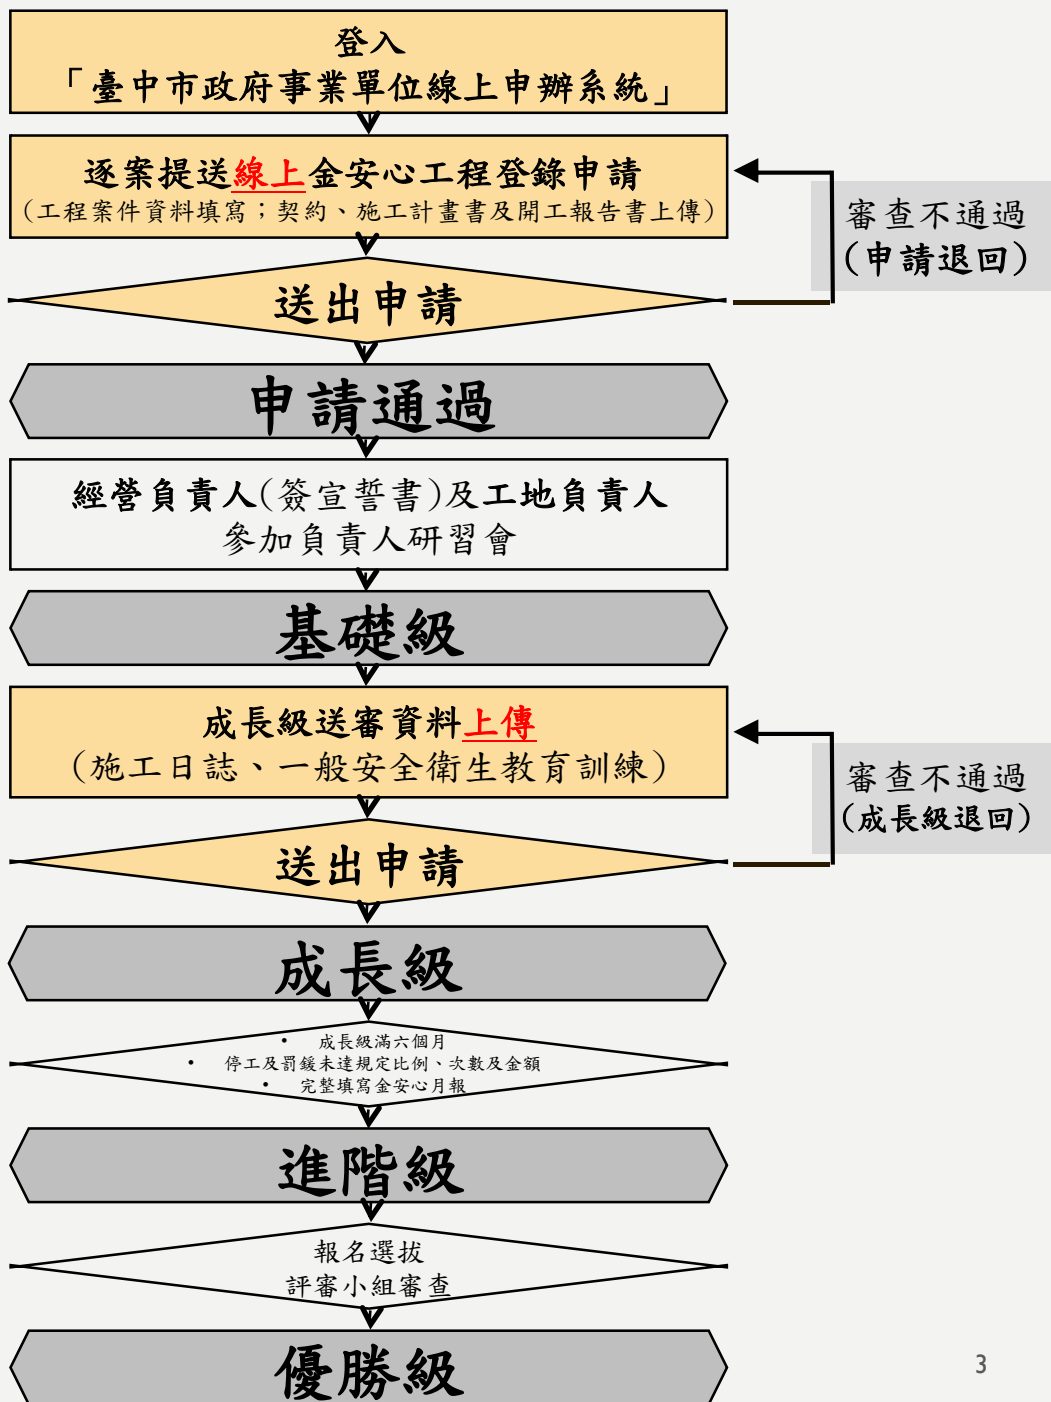 登入
「臺中市政府事業單位線上申辦系統」
逐案提送線上金安心工程登錄申請
(工程案件資料填寫；契約、施工計畫書及開工報告書上傳)
審查不通過
(申請退回)
送出申請
申請通過
經營負責人(簽宣誓書)及工地負責人
參加負責人研習會
基礎級
成長級送審資料上傳
(施工日誌、一般安全衛生教育訓練)
審查不通過
(成長級退回)
送出申請
成長級
• 成長級滿六個月
• 停工及罰鍰未達規定比例、次數及金額
• 完整填寫金安心月報
進階級
報名選拔
評審小組審查
優勝級
3